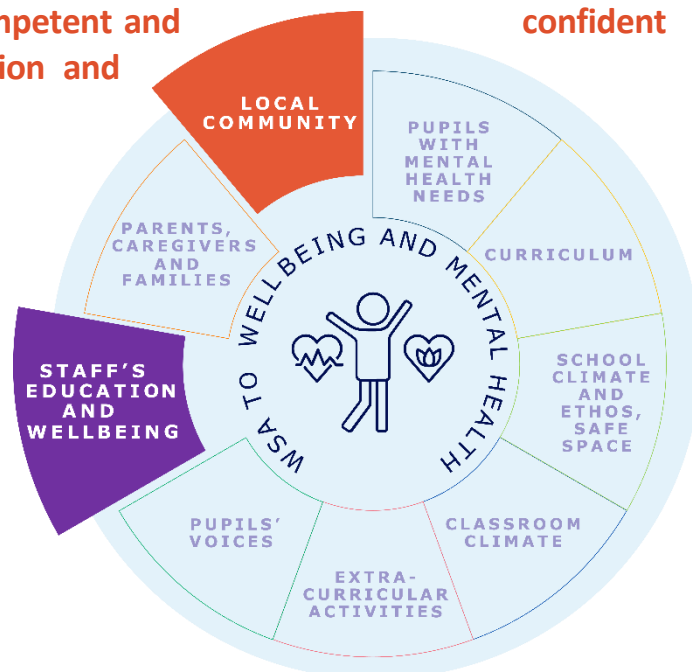 confident
ion and
LOCAL
COMMUNITY
PUPILS
WITH
MENTAL
HEALTH
NEEDS
CURRICULUM
SCHOOL
CLIMATE
AND
ETHOS,
SAFE
SPACE
CLASSROOM
CLIMATE
EXTRA-
CURRICULAR
ACTIVITIES
PUPILS'
VOICES
STAFF'S
EDUCATION
AND
WELLBEING
PARENTS,
CAREGIVERS
AND
FAMILIES
WSA TO WELLBEING AND MENTAL HEALTH